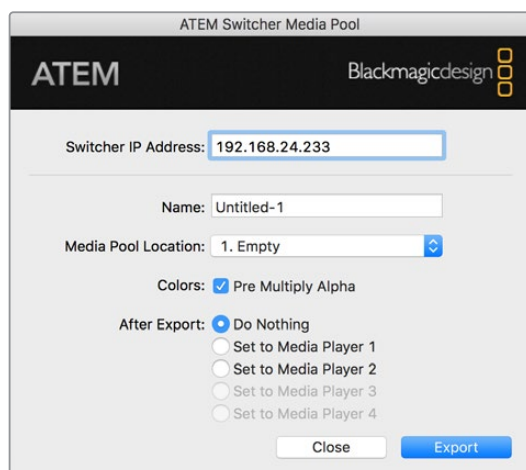 ATEM Switcher Media Pool
ATEM
Blackmagicdesign
Switcher IP Address: 192.168.24.233
Name: Untitled-1
Media Pool Location: 1. Empty
Colors: Pre Multiply Alpha
After Export: Do Nothing
Set to Media Player 1
Set to Media Player 2
Set to Media Player 3
Set to Media Player 4
Close Export